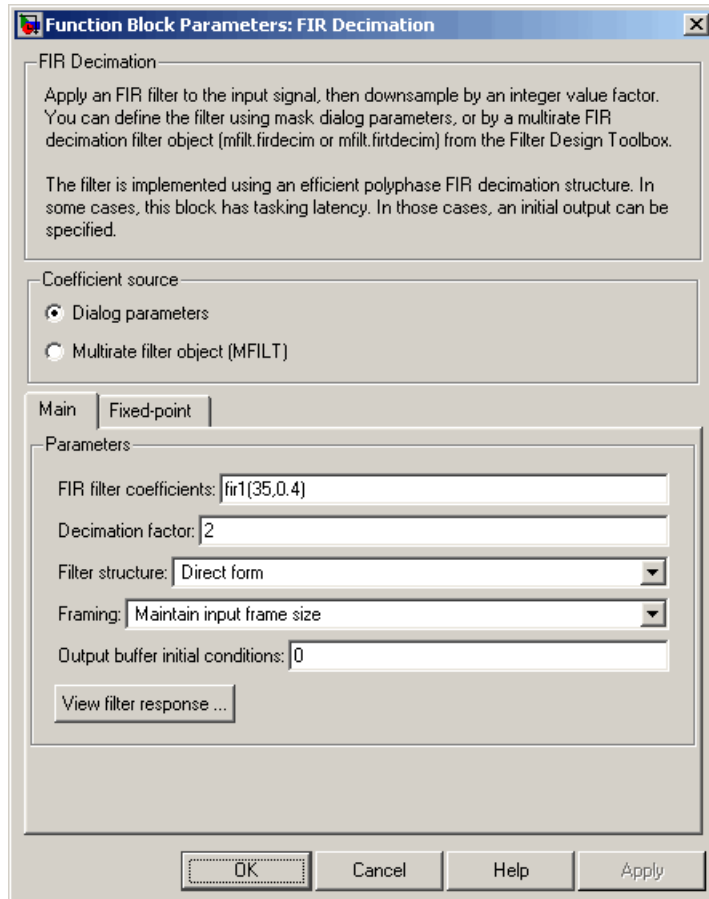 Function Block Parameters: FIR Decimation
FIR Decimation
Apply an FIR filter to the input signal, then downsample by an integer value factor.
You can define the filter using mask dialog parameters, or by a multirate FIR
decimation filter object (mfilt.firdecim or mfilt.firtdecim) from the Filter Design Toolbox.
The filter is implemented using an efficient polyphase FIR decimation structure. In
some cases, this block has tasking latency. In those cases, an initial output can be
specified.
Coefficient source
Dialog parameters
Multirate filter object (MFILT)
Main Fixed-point
Parameters
FIR filter coefficients: fir1(35,0.4)
Decimation factor: 2
Filter structure: Direct form
Framing: Maintain input frame size
Output buffer initial conditions: 0
View filter response ...
OK Cancel Help Apply